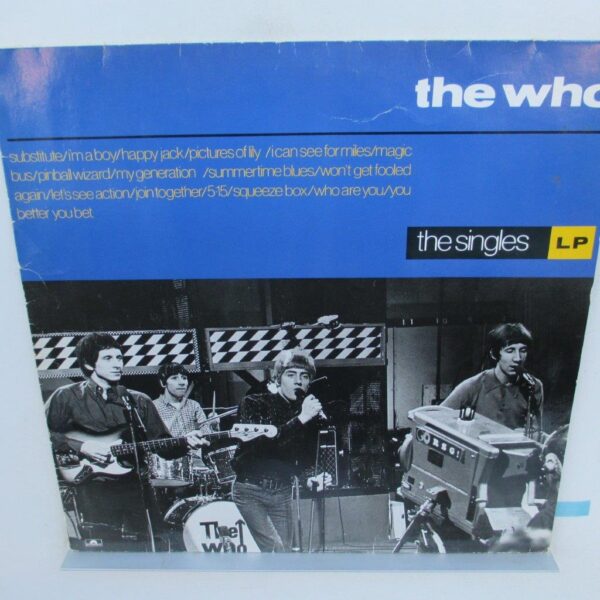 the who
substitute/i'm a boy/happy jack/pictures of lily /i can see for miles/magic
bus/pinball wizard/my generation /summertime blues/won't get fooled
again/let's see action/join together/5:15/squeeze box/who are you/you
better you bet
the singles LP
GO RSG!
The
WHO